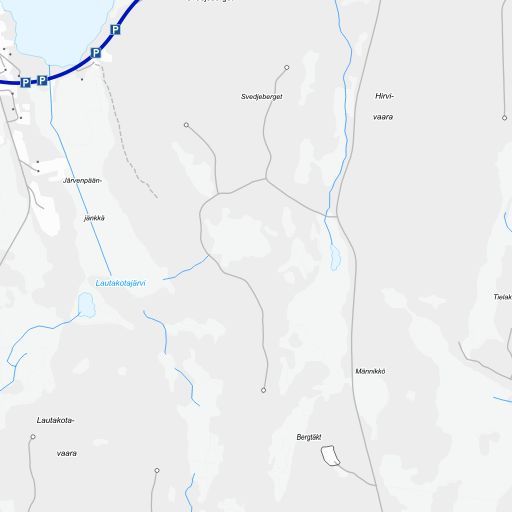 P
P
P
P
Svedjeberget
Hirvi-
vaara
Järvenpään-
jänkkä
Lautakotajärvi
Tielak
Männikkö
Lautakota-
vaara
Bergtäkt